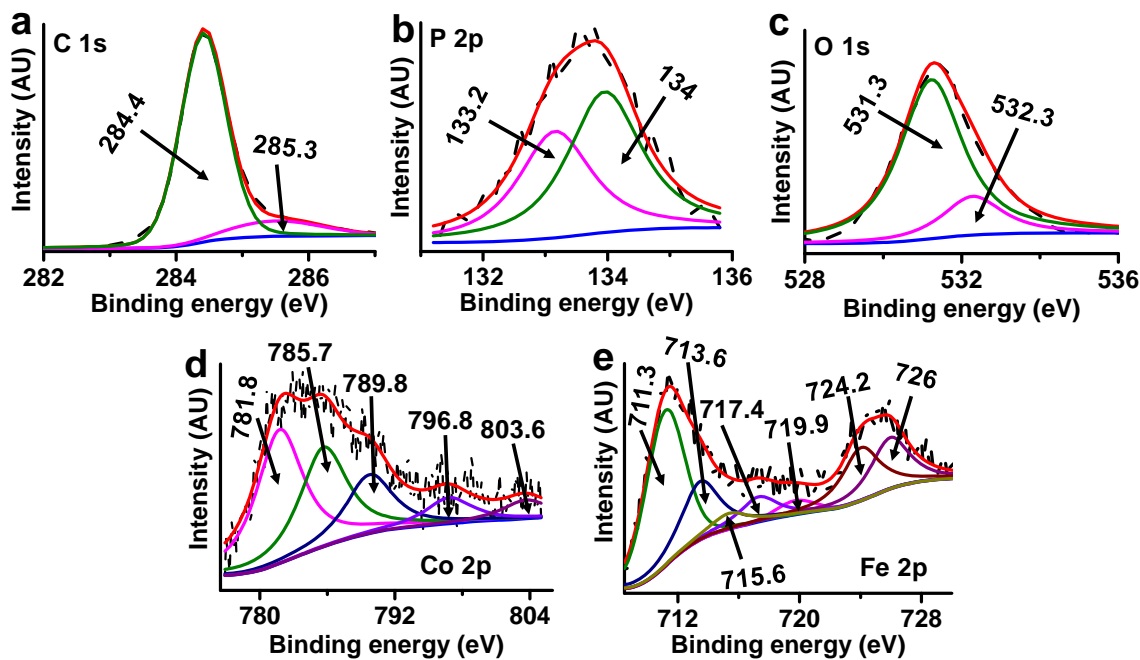 a
C 1s
284.4
285.3
Intensity (AU)
282 284 286
Binding energy (eV)
b
P 2p
133.2
134
Intensity (AU)
132 134 136
Binding energy (eV)
c
O 1s
531.3
532.3
Intensity (AU)
528 532 536
Binding energy (eV)
d
781.8
785.7
789.8
796.8
803.6
Intensity (AU)
Co 2p
780 792 804
Binding energy (eV)
e
711.3
713.6
717.4
719.9
724.2
726
715.6
Intensity (AU)
Fe 2p
712 720 728
Binding energy (eV)